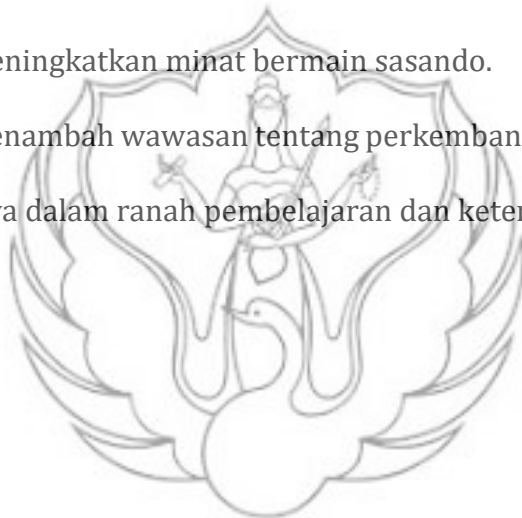 eningkatkan minat bermain sasando.
enambah wawasan tentang perkemban
a dalam ranah pembelajaran dan keter